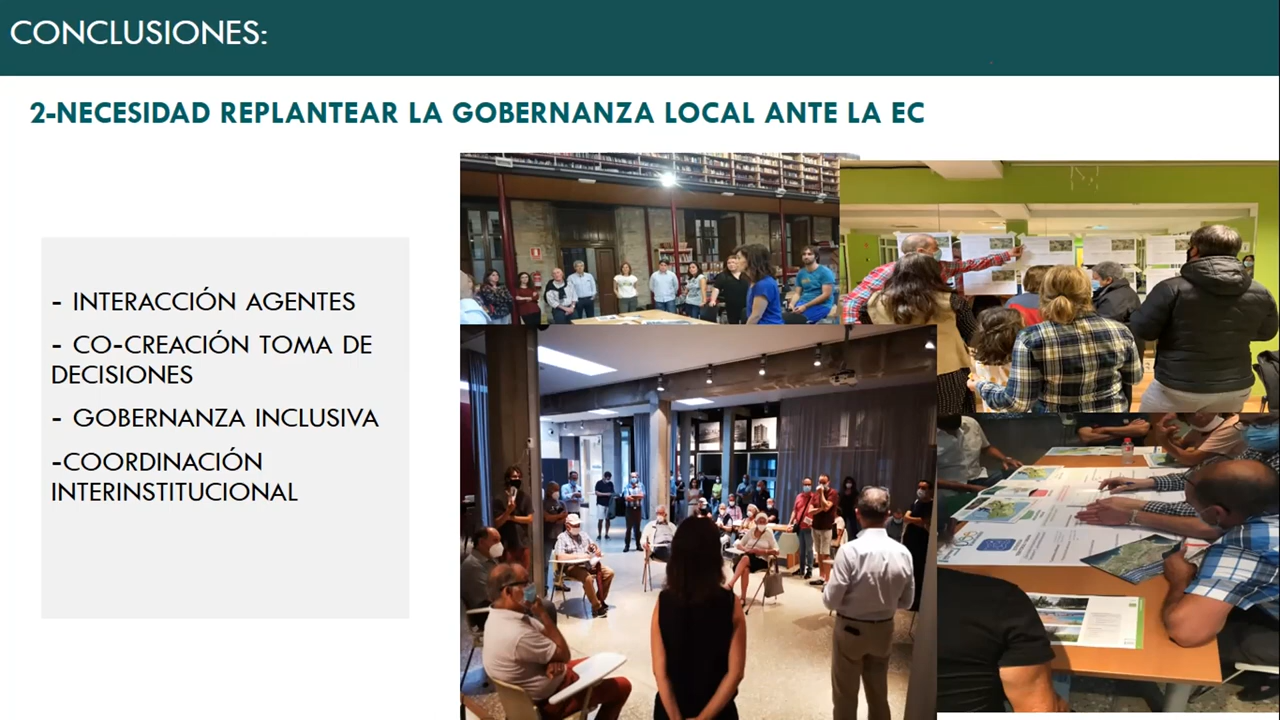 CONCLUSIONES:
2-NECESIDAD REPLANTEAR LA GOBERNANZA LOCAL ANTE LA EC
- INTERACCIÓN AGENTES
- CO-CREACIÓN TOMA DE
DECISIONES
- GOBERNANZA INCLUSIVA
-COORDINACIÓN
INTERINSTITUCIONAL